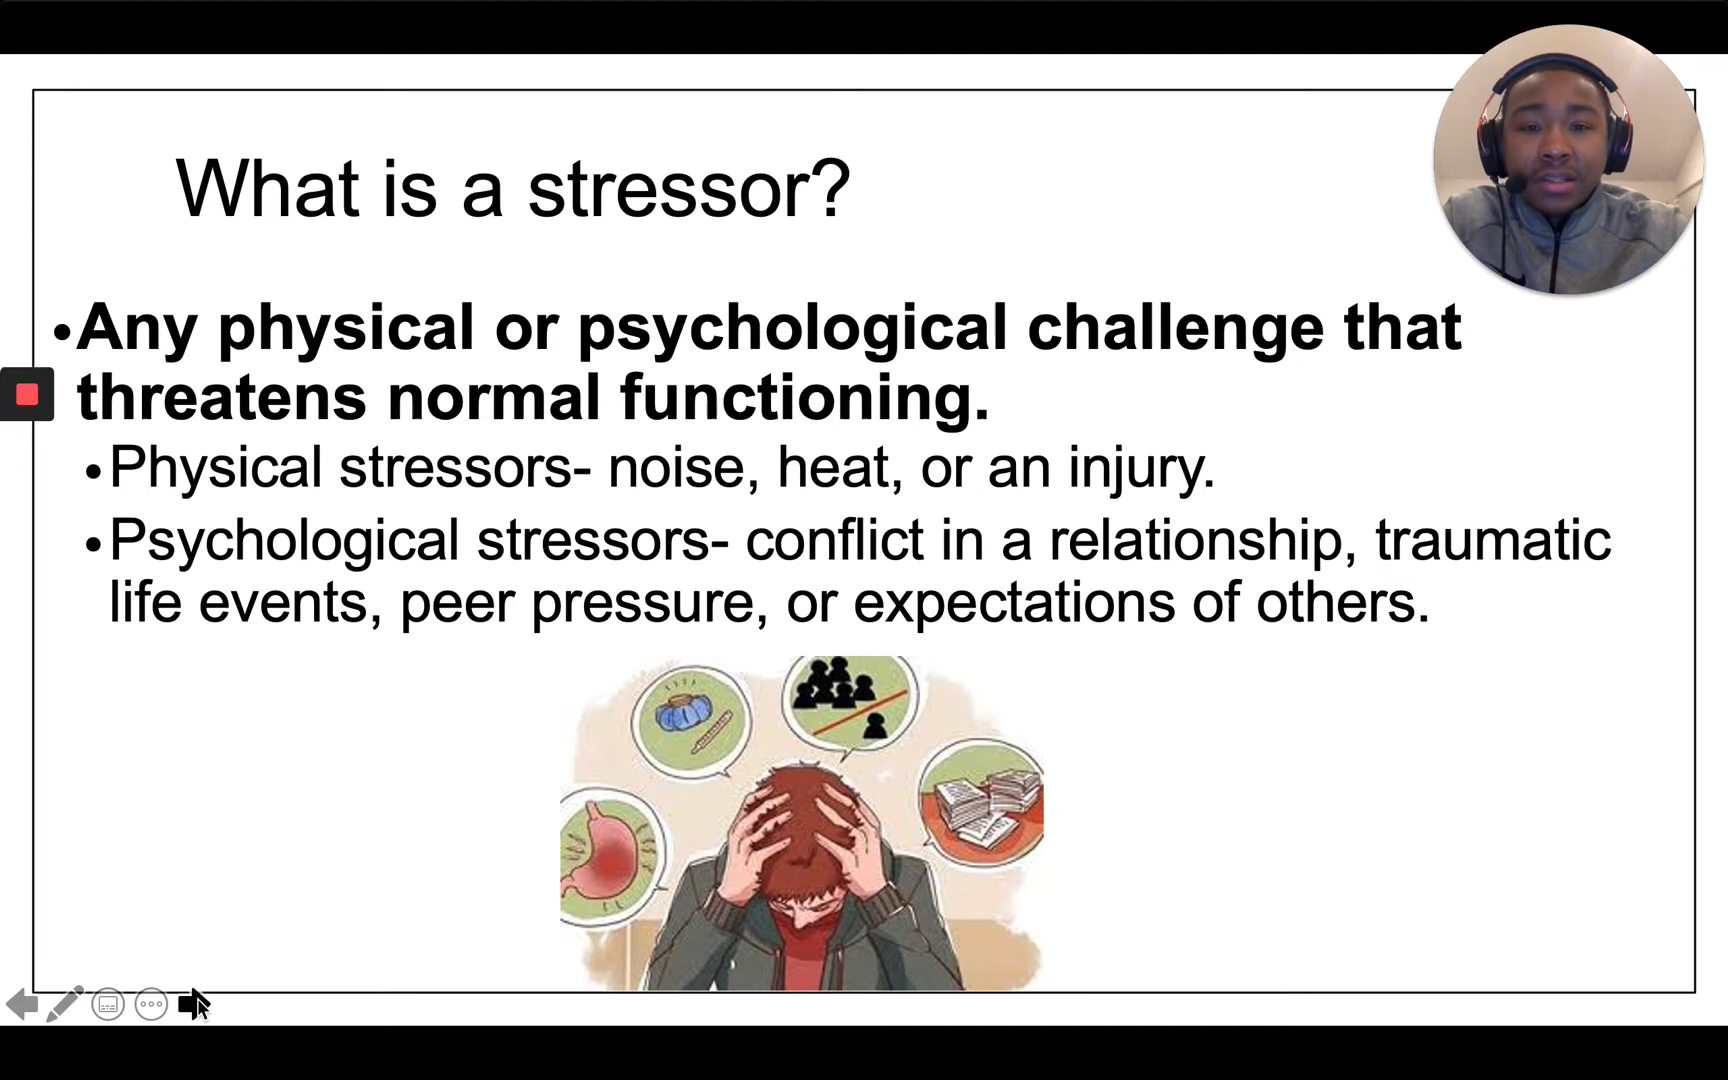 What is a stressor?
•Any physical or psychological challenge that
threatens normal functioning.
•Physical stressors- noise, heat, or an injury.
•Psychological stressors- conflict in a relationship, traumatic
life events, peer pressure, or expectations of others.